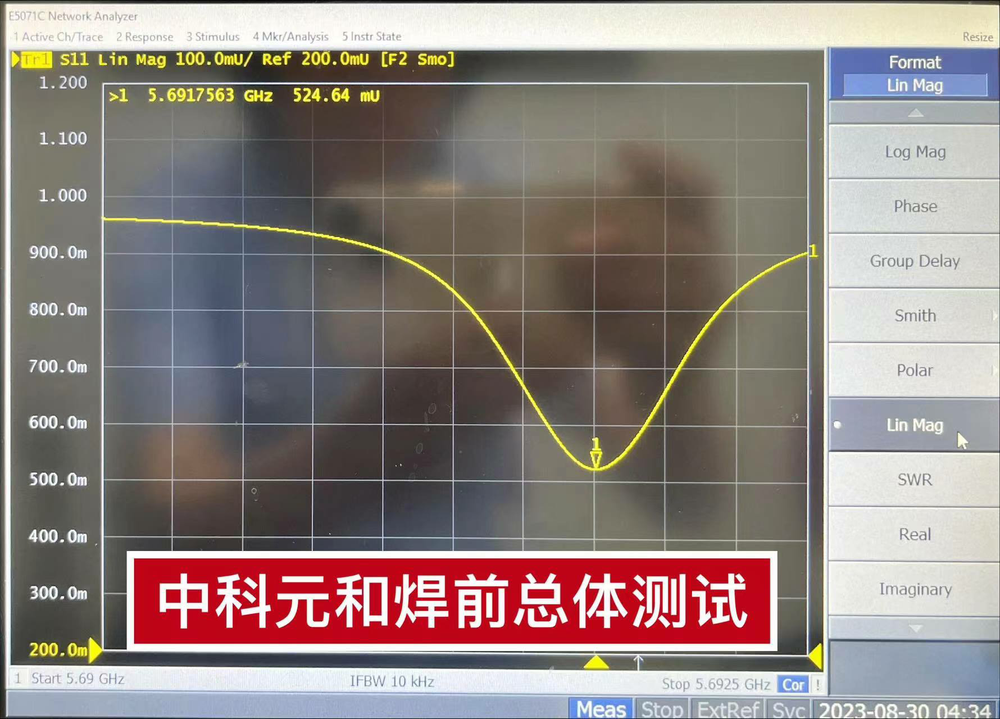 E5071C Network Analyzer
1 Active Ch/Trace 2 Response 3 Stimulus 4 Mkr/Analysis 5 Instr State
Resize
Tr1 S11 Lin Mag 100.0mU/ Ref 200.0mU [F2 Smo]
1.200
>1 5.6917563 GHz 524.64 mU
1.100
1.000
900.0m
800.0m
700.0m
600.0m
500.0m
400.0m
300.0m
200.0m
1
1
中科元和焊前总体测试
Format
Lin Mag
Log Mag
Phase
Group Delay
Smith
Polar
Lin Mag
SWR
Real
Imaginary
1 Start 5.69 GHz IFBW 10 kHz Stop 5.6925 GHz Cor !
Meas Stop ExtRef Svc 2023-08-30 04:34